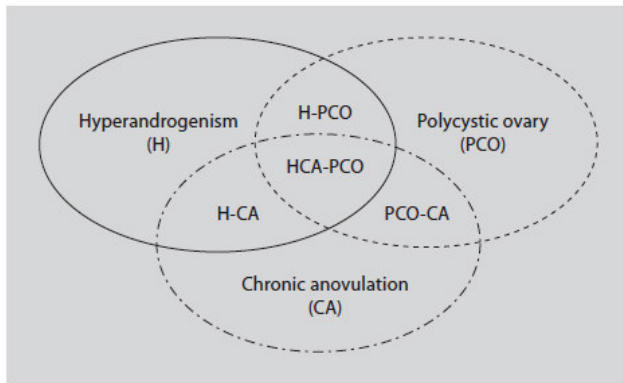 H-PCO
Hyperandrogenism
(H)
Polycystic ovary
(PCO)
HCA-PCO
H-CA
PCO-CA
Chronic anovulation
(CA)